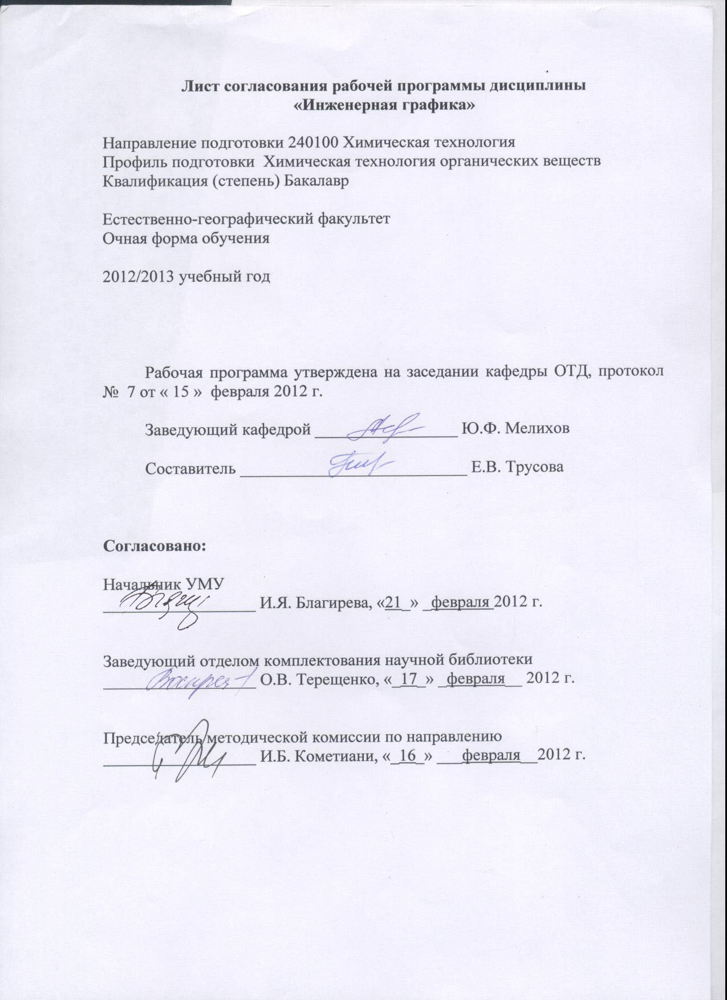 Лист согласования рабочей программы дисциплины
«Инженерная графика»
Направление подготовки 240100 Химическая технология
Профиль подготовки Химическая технология органических веществ
Квалификация (степень) Бакалавр
Естественно-географический факультет
Очная форма обучения
2012/2013 учебный год
Рабочая программа утверждена на заседании кафедры ОТД, протокол
№ 7 от « 15 » февраля 2012 г.
Заведующий кафедрой __________________ Ю.Ф. Мелихов
Составитель ____________________________ Е.В. Трусова
Согласовано:
Начальник УМУ
___________________ И.Я. Благирева, «21_» _февраля 2012 г.
Заведующий отделом комплектования научной библиотеки
___________________ О.В. Терещенко, «_17_» _февраля__ 2012 г.
Председатель методической комиссии по направлению
___________________ И.Б. Кометиани, «_16_» ___февраля__2012 г.